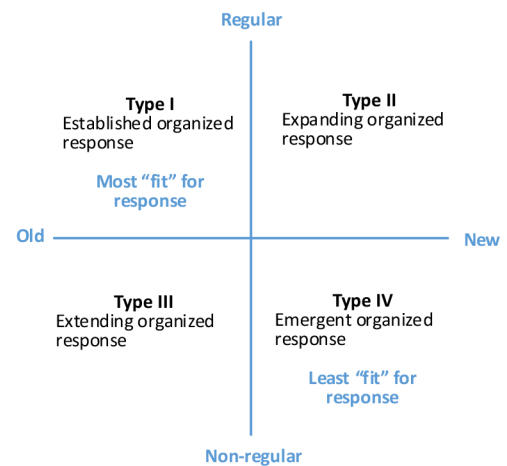 Regular
Type I
Established organized
response
Most “fit” for
response
Type II
Expanding organized
response
Old
New
Type III
Extending organized
response
Type IV
Emergent organized
response
Least “fit” for
response
Non-regular